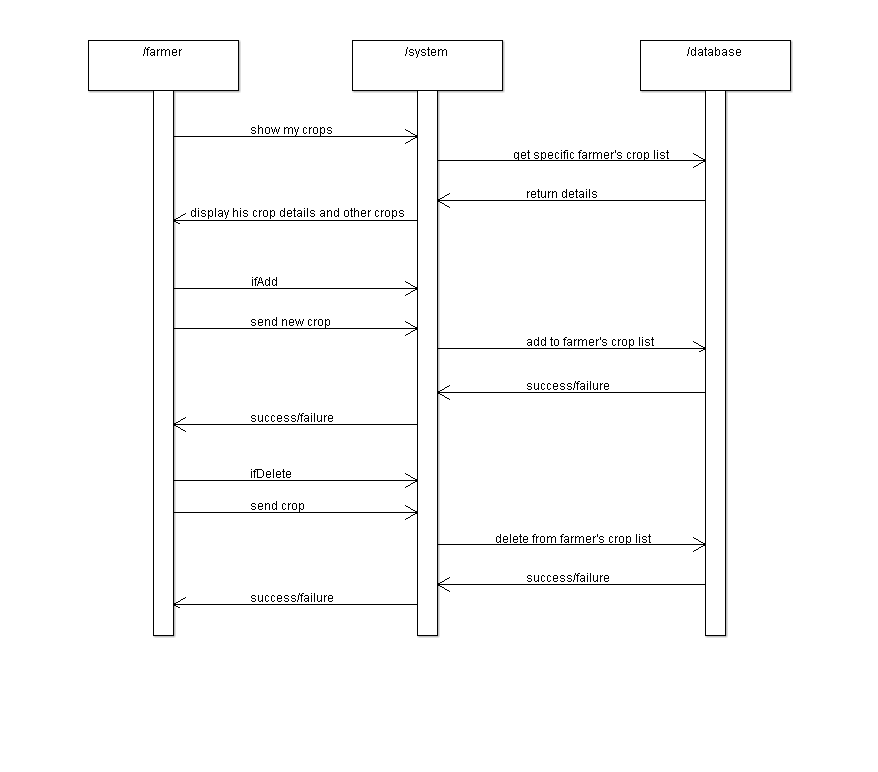 /farmer
/system
/database
show my crops
get specific farmer's crop list
return details
display his crop details and other crops
ifAdd
send new crop
add to farmer's crop list
success/failure
success/failure
ifDelete
send crop
delete from farmer's crop list
success/failure
success/failure